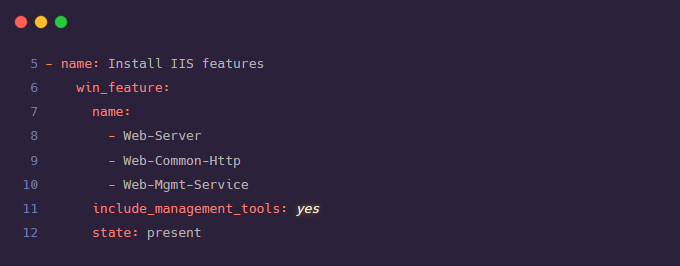 5 - name: Install IIS features
6     win_feature:
7       name:
8         - Web-Server
9         - Web-Common-Http
10         - Web-Mgmt-Service
11       include_management_tools: yes
12       state: present